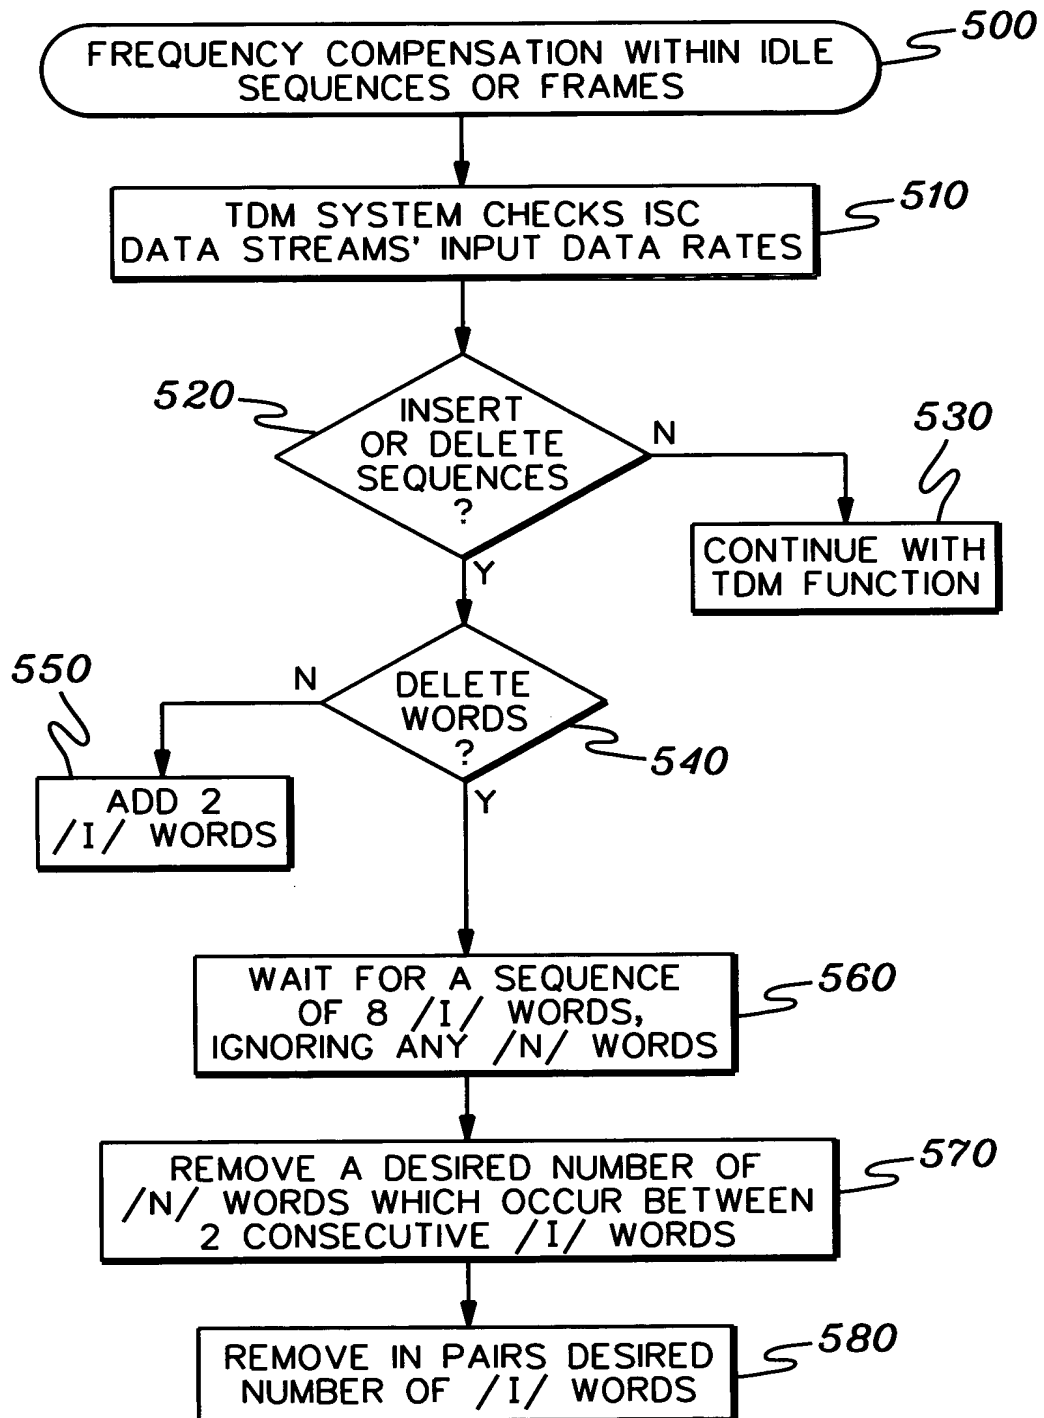 FREQUENCY COMPENSATION WITHIN IDLE
SEQUENCES OR FRAMES
500
TDM SYSTEM CHECKS ISC
DATA STREAMS' INPUT DATA RATES
510
520
INSERT
OR DELETE
SEQUENCES
?
N
530
CONTINUE WITH
TDM FUNCTION
Y
550
N
DELETE
WORDS
?
540
ADD 2
/I/ WORDS
Y
WAIT FOR A SEQUENCE
OF 8 /I/ WORDS,
IGNORING ANY /N/ WORDS
560
REMOVE A DESIRED NUMBER OF
/N/ WORDS WHICH OCCUR BETWEEN
2 CONSECUTIVE /I/ WORDS
570
REMOVE IN PAIRS DESIRED
NUMBER OF /I/ WORDS
580